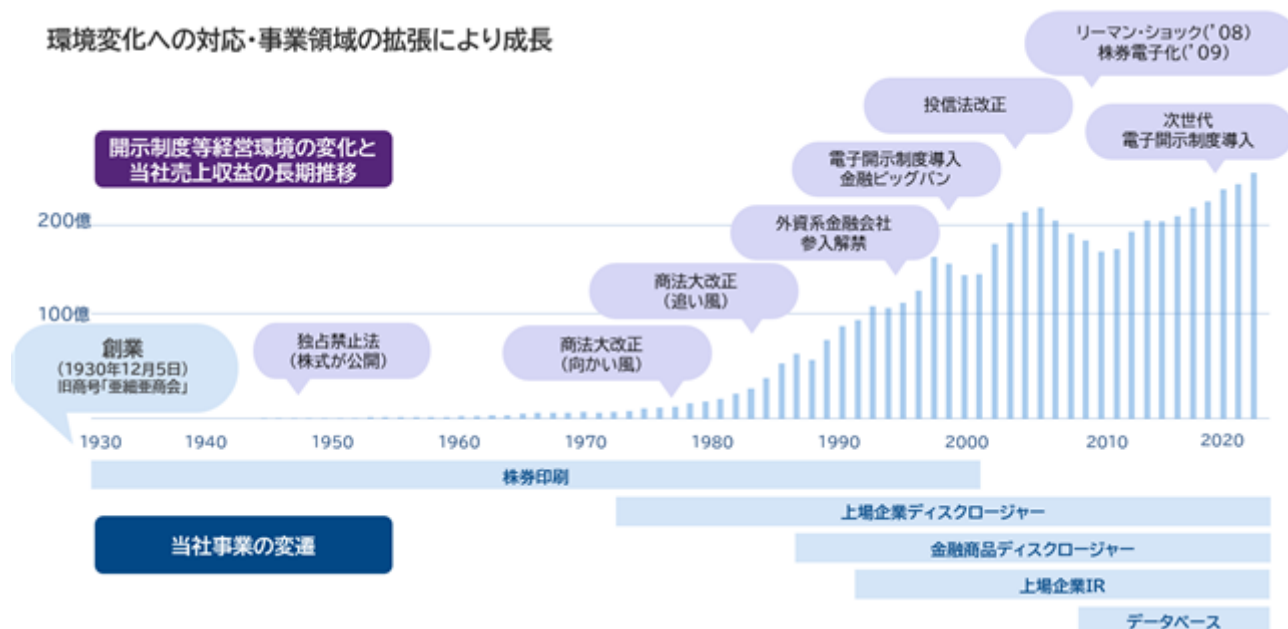 環境変化への対応・事業領域の拡張により成長
リーマン・ショック('08)
株券電子化('09)
投信法改正
次世代
電子開示制度導入
開示制度等経営環境の変化と
当社売上収益の長期推移
電子開示制度導入
金融ビッグバン
200億
外資系金融会社
参入解禁
商法大改正
(追い風)
100億
創業
(1930年12月5日)
旧商号「亜細亜商会」
独占禁止法
(株式が公開)
商法大改正
(向かい風)
1930 1940 1950 1960 1970 1980 1990 2000 2010 2020
株券印刷
上場企業ディスクロージャー
当社事業の変遷
金融商品ディスクロージャー
上場企業IR
データベース